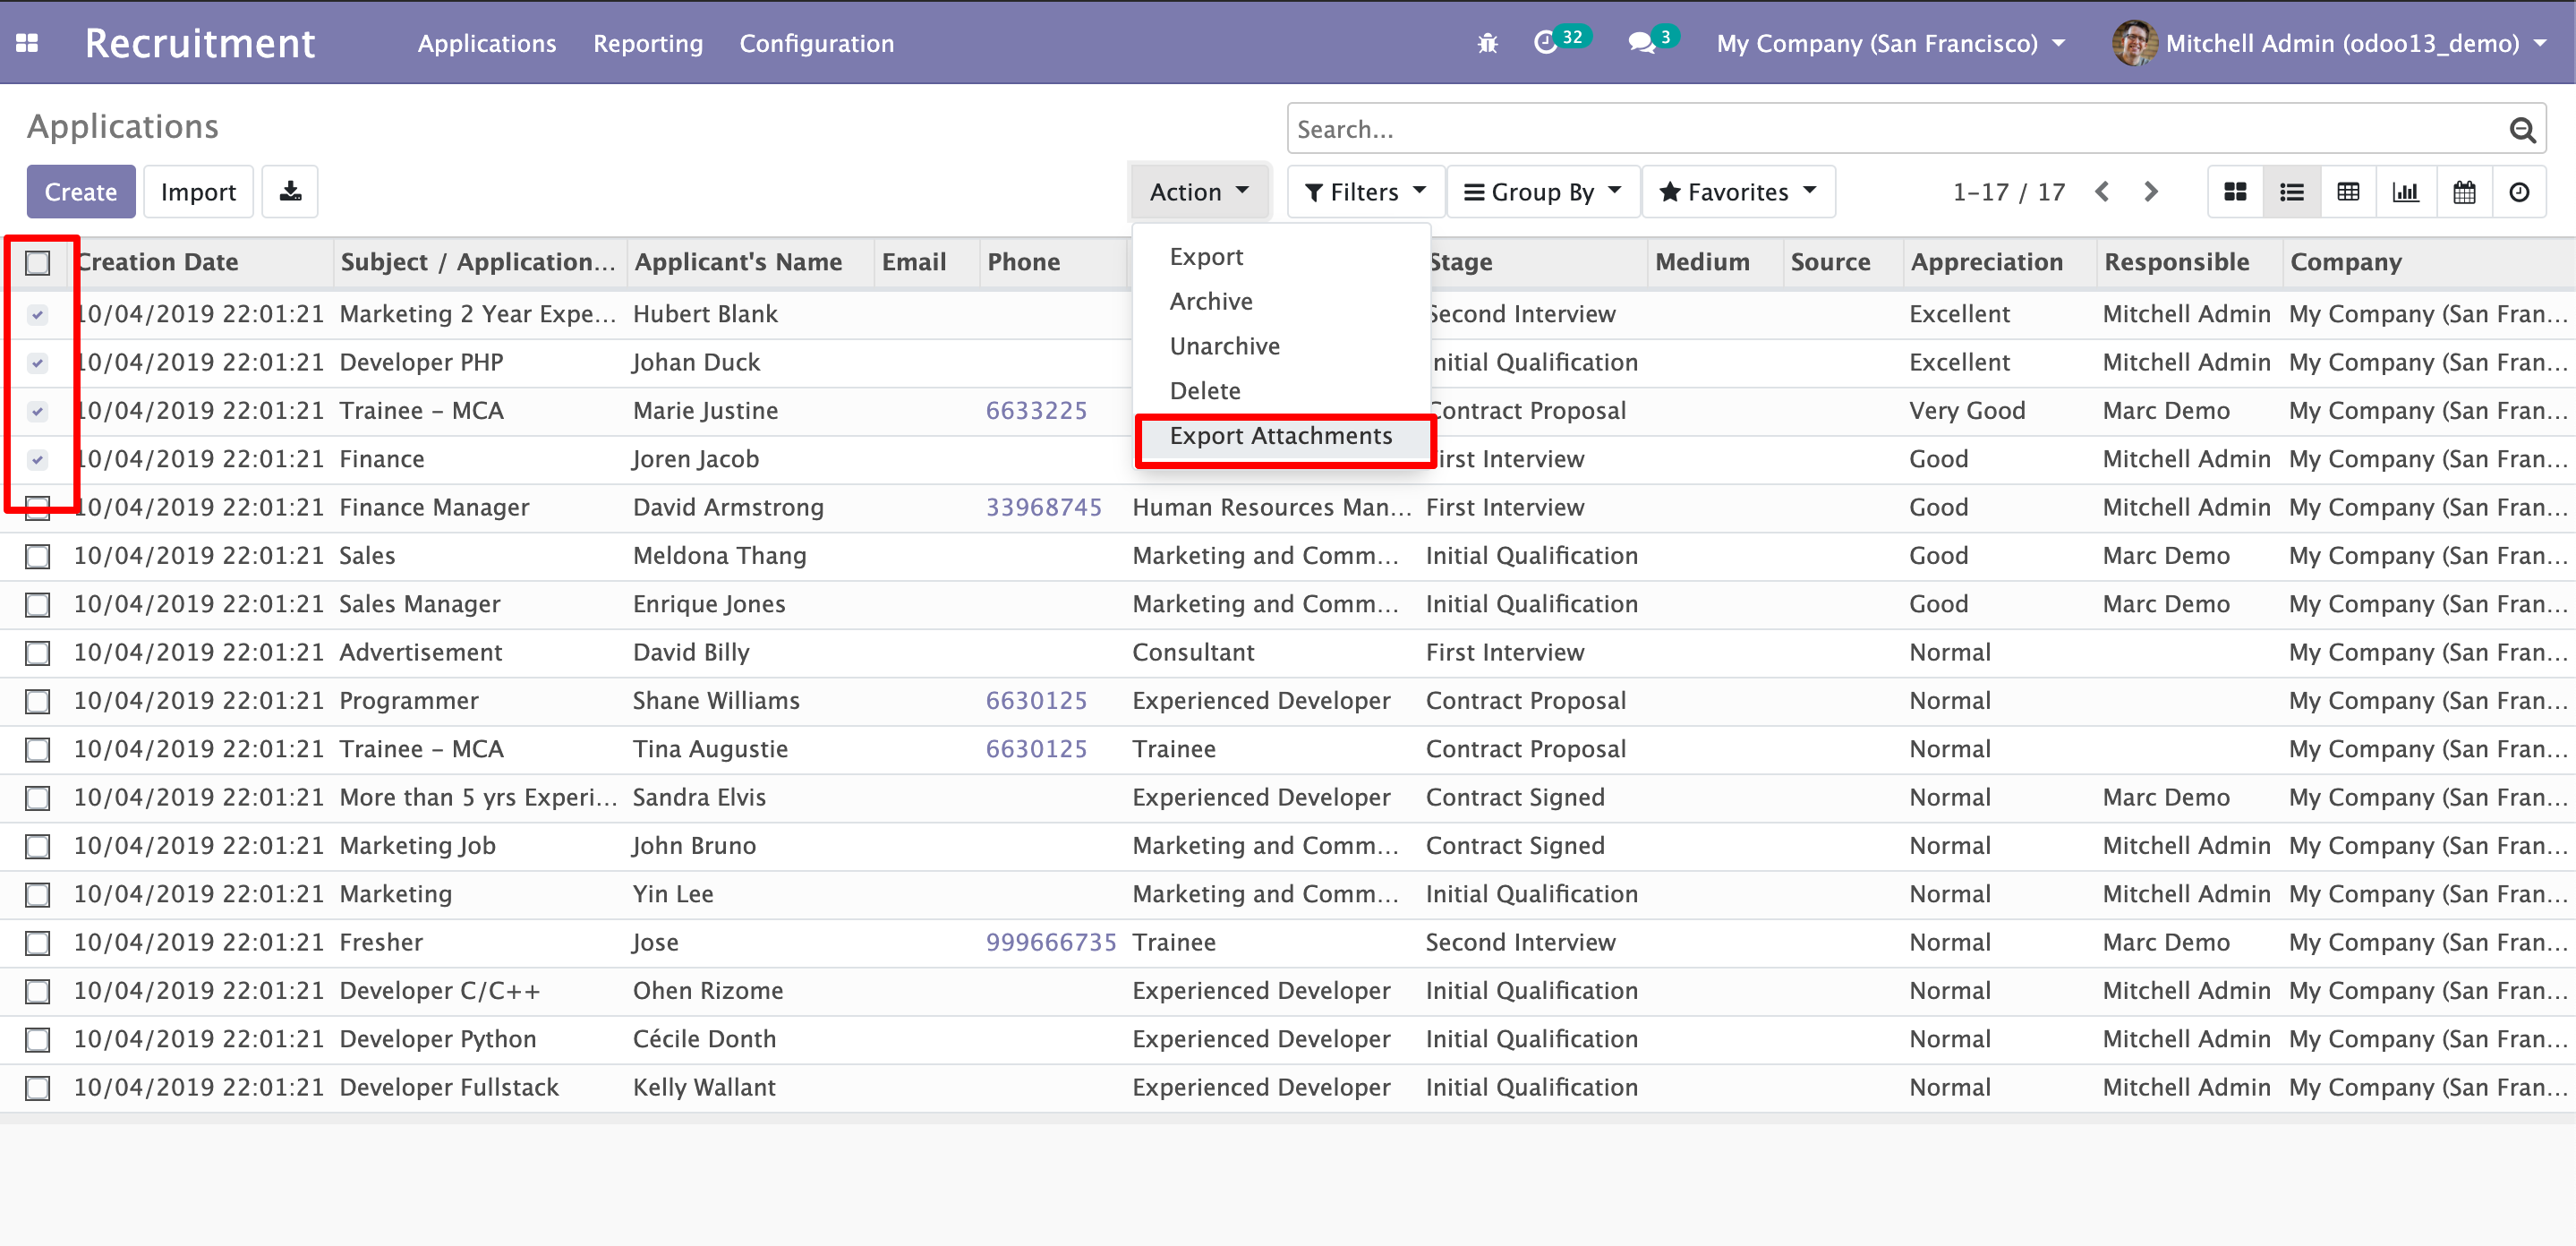 Recruitment Applications Reporting Configuration 32 3 My Company (San Francisco) Mitchell Admin (odoo13_demo)
Applications
Search...
Create Import Action Filters Group By Favorites 1-17 / 17
Creation Date Subject / Application... Applicant's Name Email Phone Stage Medium Source Appreciation Responsible Company
Export
Archive
Unarchive
Delete
Export Attachments
10/04/2019 22:01:21 Marketing 2 Year Expe... Hubert Blank Second Interview Excellent Mitchell Admin My Company (San Fran...
10/04/2019 22:01:21 Developer PHP Johan Duck Initial Qualification Excellent Mitchell Admin My Company (San Fran...
10/04/2019 22:01:21 Trainee - MCA Marie Justine 6633225 Contract Proposal Very Good Marc Demo My Company (San Fran...
10/04/2019 22:01:21 Finance Joren Jacob First Interview Good Mitchell Admin My Company (San Fran...
10/04/2019 22:01:21 Finance Manager David Armstrong 33968745 Human Resources Man... First Interview Good Mitchell Admin My Company (San Fran...
10/04/2019 22:01:21 Sales Meldona Thang Marketing and Comm... Initial Qualification Good Marc Demo My Company (San Fran...
10/04/2019 22:01:21 Sales Manager Enrique Jones Marketing and Comm... Initial Qualification Good Marc Demo My Company (San Fran...
10/04/2019 22:01:21 Advertisement David Billy Consultant First Interview Normal My Company (San Fran...
10/04/2019 22:01:21 Programmer Shane Williams 6630125 Experienced Developer Contract Proposal Normal My Company (San Fran...
10/04/2019 22:01:21 Trainee - MCA Tina Augustie 6630125 Trainee Contract Proposal Normal My Company (San Fran...
10/04/2019 22:01:21 More than 5 yrs Experi... Sandra Elvis Experienced Developer Contract Signed Normal Marc Demo My Company (San Fran...
10/04/2019 22:01:21 Marketing Job John Bruno Marketing and Comm... Contract Signed Normal Mitchell Admin My Company (San Fran...
10/04/2019 22:01:21 Marketing Yin Lee Marketing and Comm... Initial Qualification Normal Mitchell Admin My Company (San Fran...
10/04/2019 22:01:21 Fresher Jose 999666735 Trainee Second Interview Normal Marc Demo My Company (San Fran...
10/04/2019 22:01:21 Developer C/C++ Ohen Rizome Experienced Developer Initial Qualification Normal Mitchell Admin My Company (San Fran...
10/04/2019 22:01:21 Developer Python Cécile Donth Experienced Developer Initial Qualification Normal Mitchell Admin My Company (San Fran...
10/04/2019 22:01:21 Developer Fullstack Kelly Wallant Experienced Developer Initial Qualification Normal Mitchell Admin My Company (San Fran...